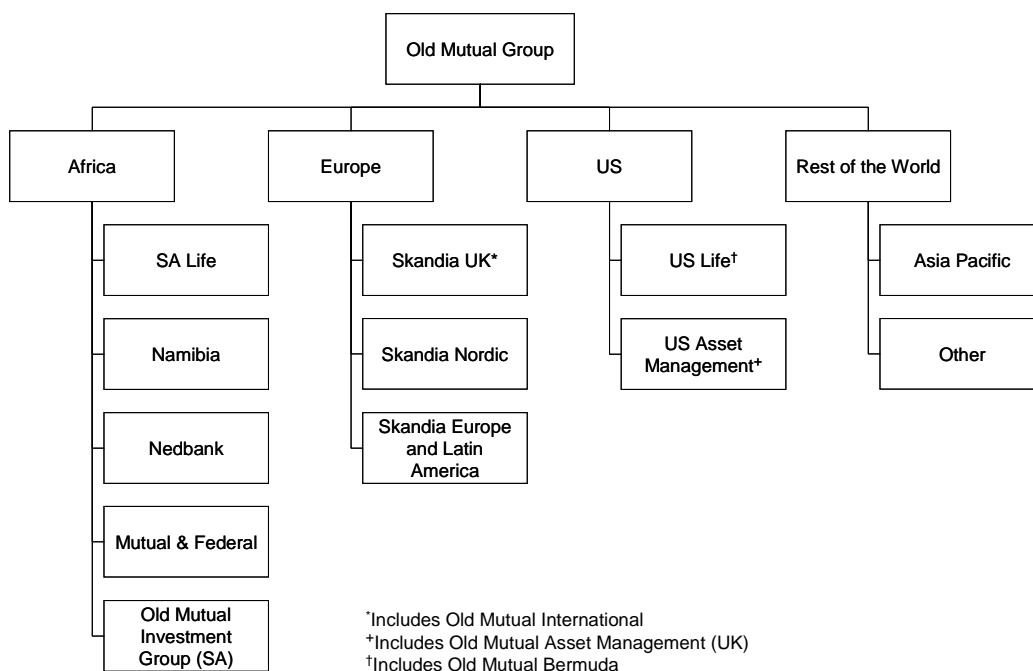 Old Mutual Group
Africa
Europe
US
Rest of the World
SA Life
Skandia UK*
US Life†
Asia Pacific
Namibia
Skandia Nordic
US Asset
Management+
Other
Nedbank
Skandia Europe
and Latin
America
Mutual & Federal
Old Mutual
Investment
Group (SA)
*Includes Old Mutual International
+Includes Old Mutual Asset Management (UK)
†Includes Old Mutual Bermuda